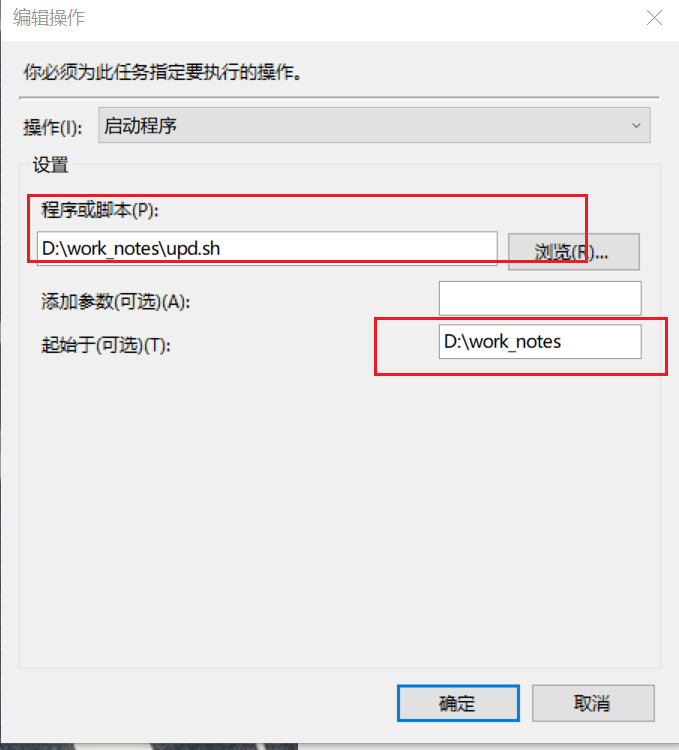 编辑操作
你必须为此任务指定要执行的操作。
操作(I):
启动程序
设置
程序或脚本(P):
D:\work_notes\upd.sh
浏览(R)...
添加参数(可选)(A):
起始于(可选)(T):
D:\work_notes
确定
取消